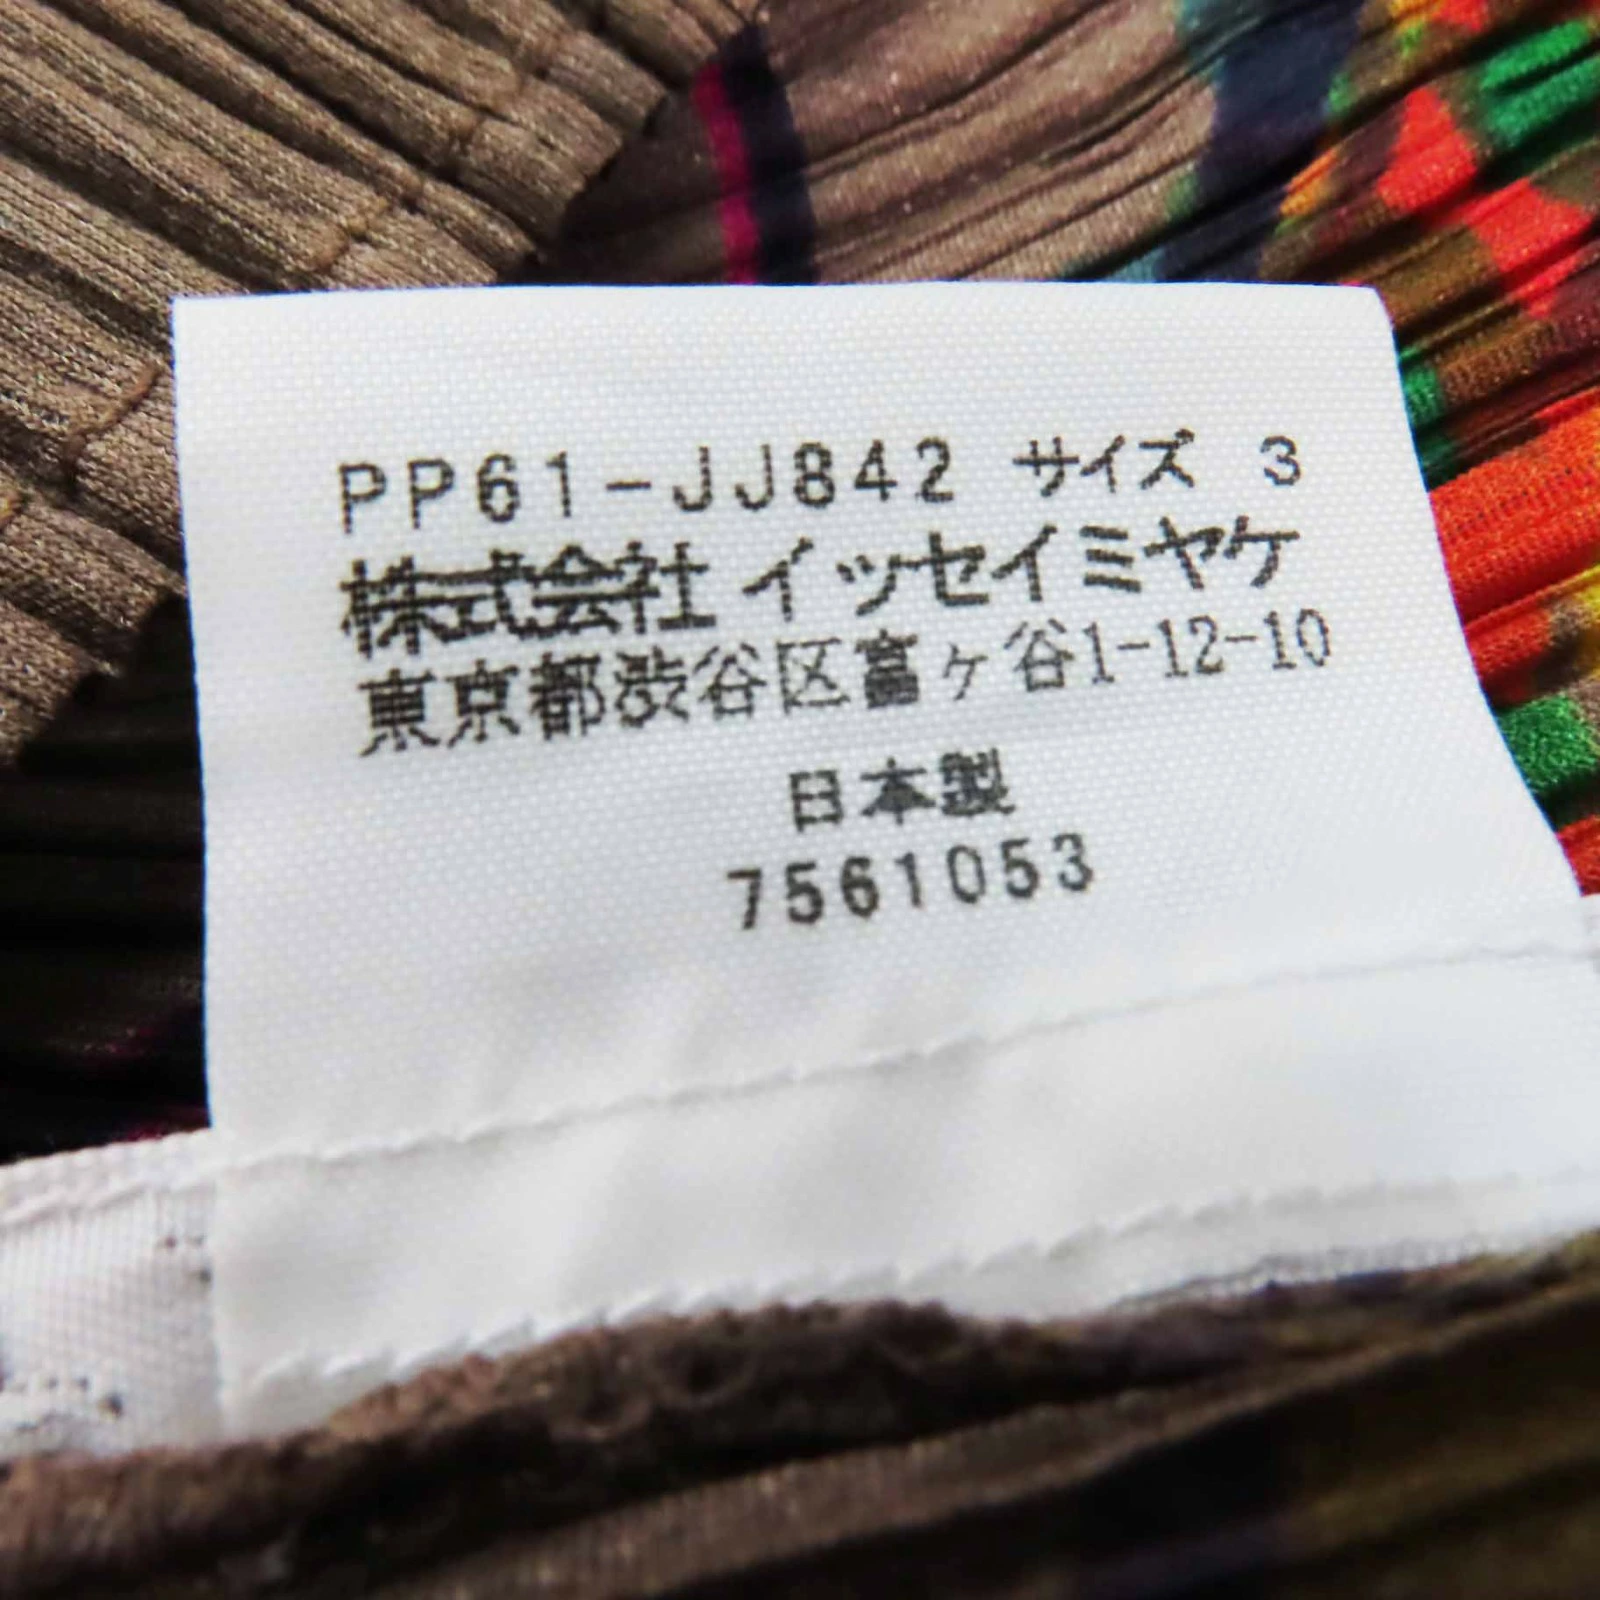 PP61-JJ842 サイズ 3
株式会社 イッセイミヤケ
東京都渋谷区富ヶ谷1-12-10
日本製
7561053